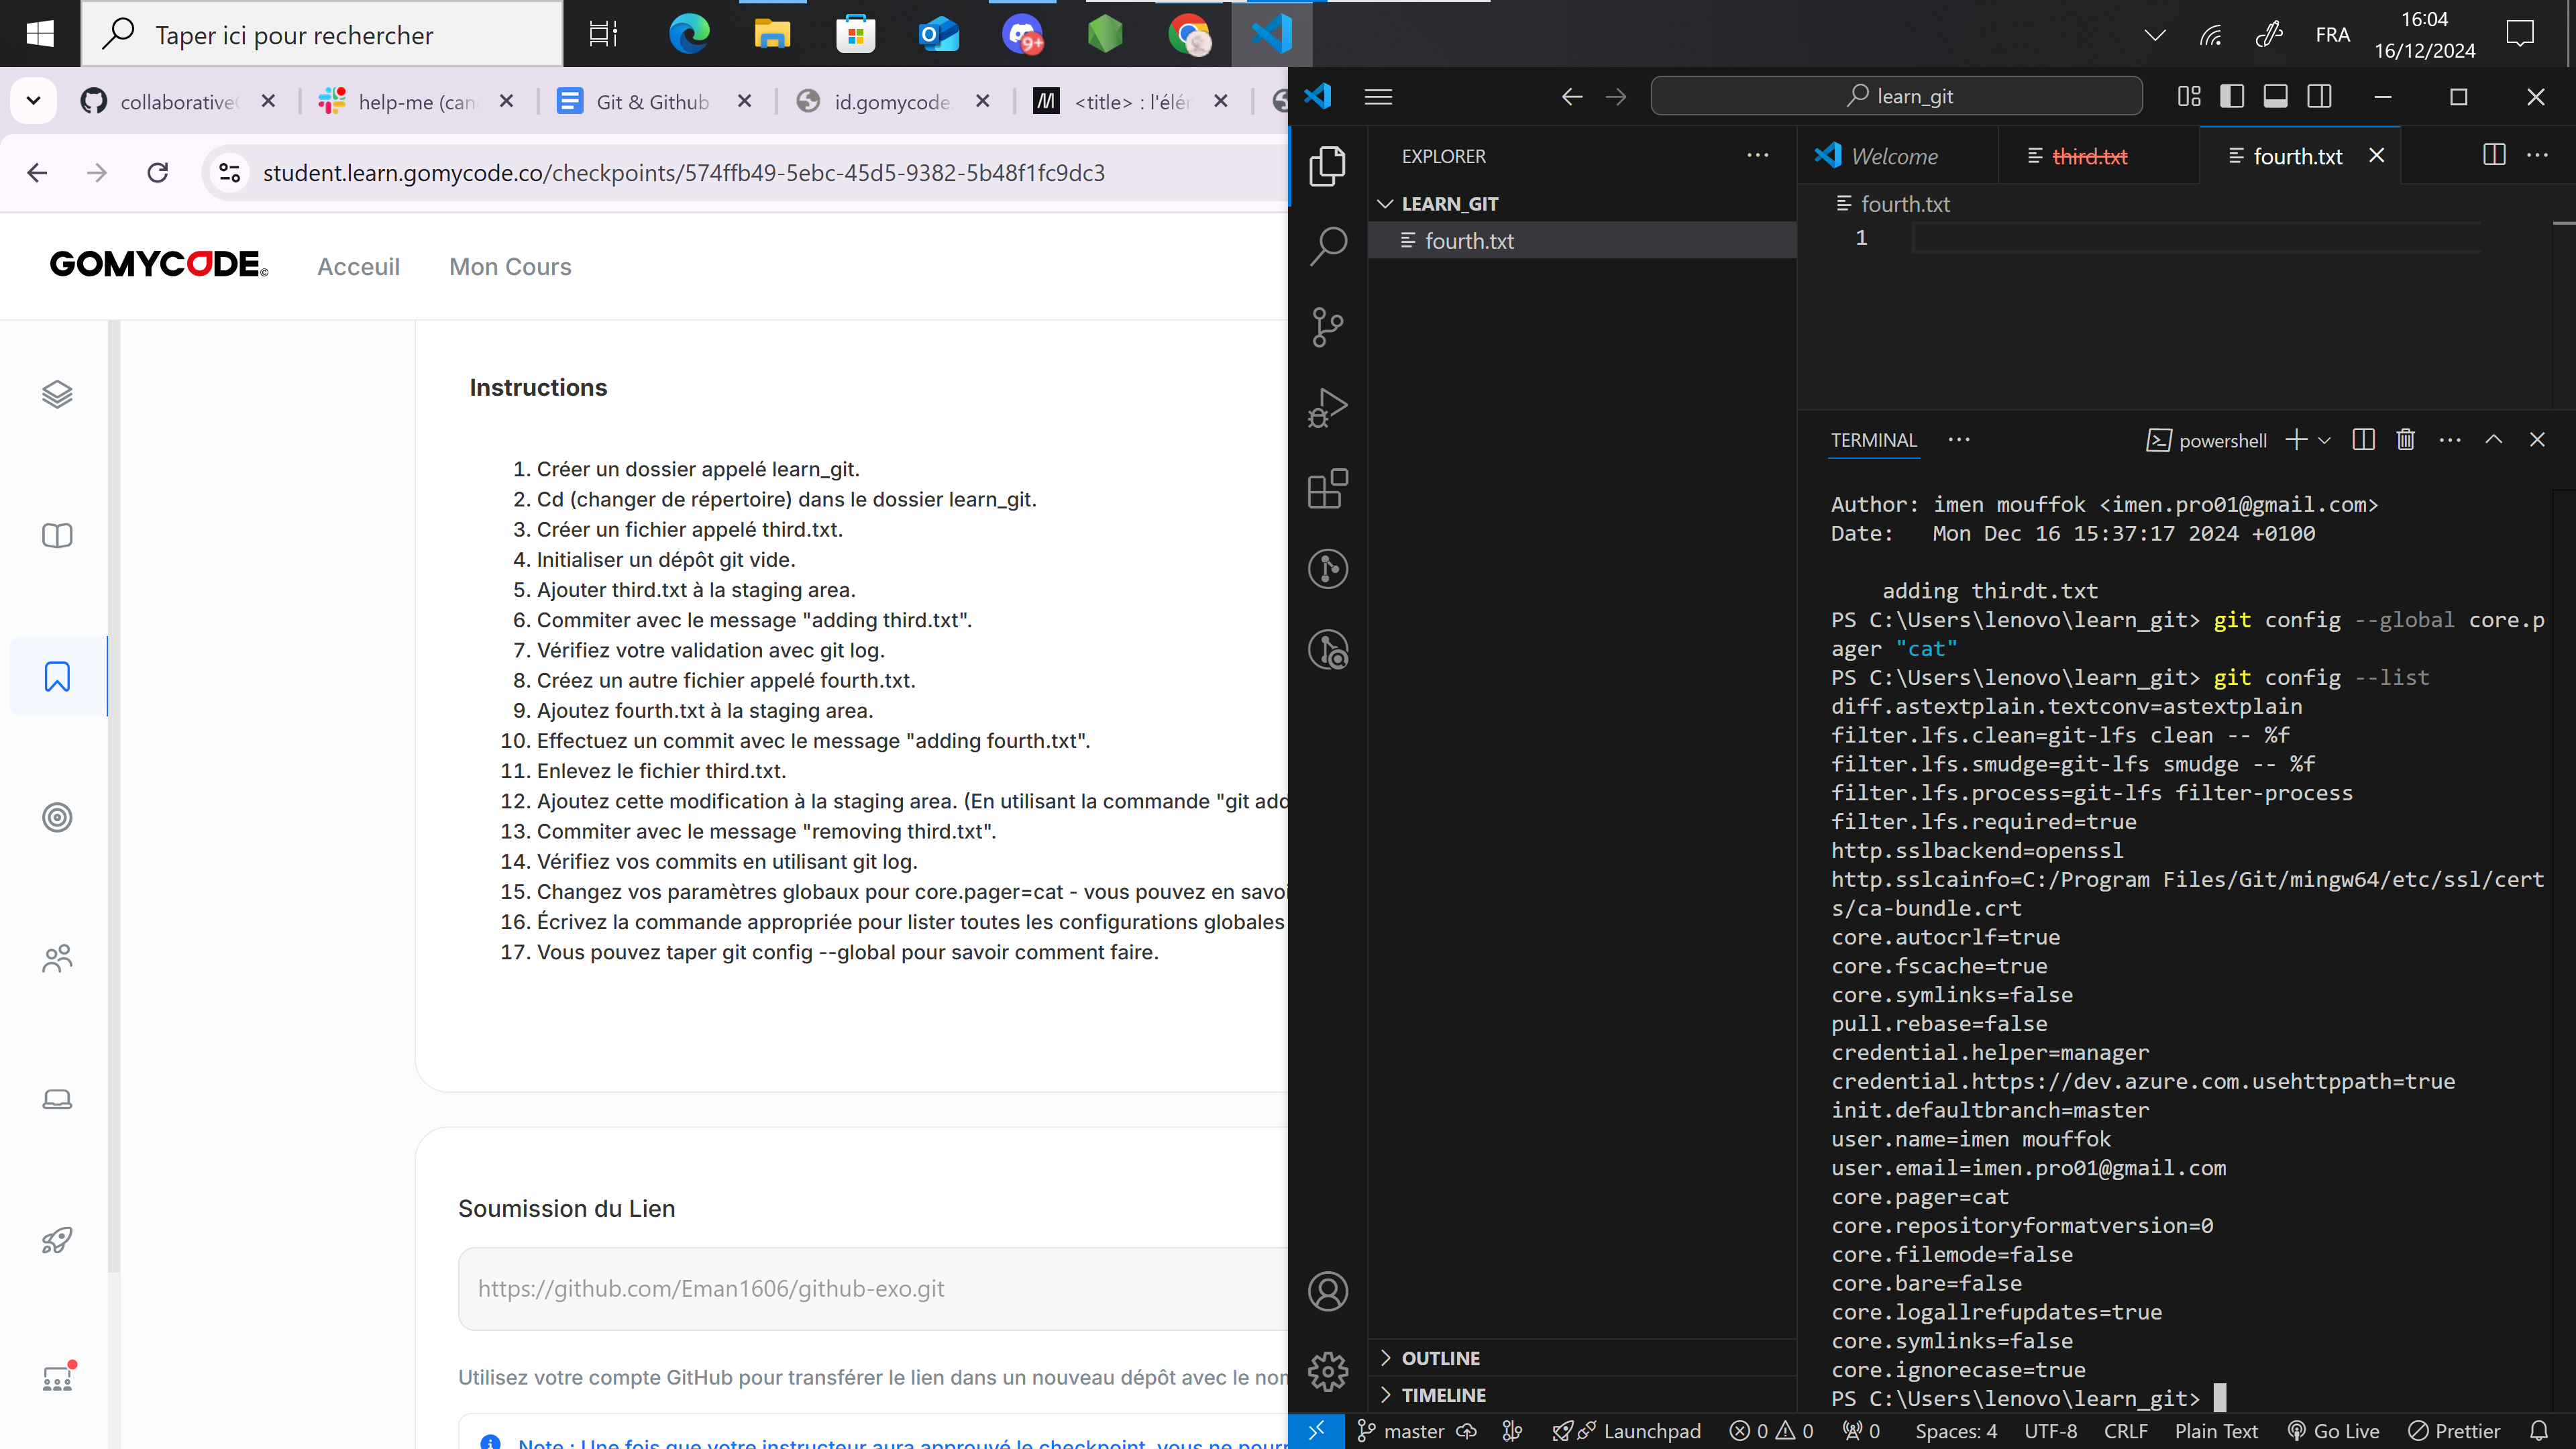 Taper ici pour rechercher
9+
FRA
16:04
16/12/2024
help-me (can
Git & Github
id.gomycode.
<title> : l'élér
student.learn.gomycode.co/checkpoints/574ffb49-5ebc-45d5-9382-5b48f1fc9dc3
GOMYCODE
Acceuil
Mon Cours
Instructions
1. Créer un dossier appelé learn_git.
2. Cd (changer de répertoire) dans le dossier learn_git.
3. Créer un fichier appelé third.txt.
4. Initialiser un dépôt git vide.
5. Ajouter third.txt à la staging area.
6. Commiter avec le message "adding third.txt".
7. Vérifiez votre validation avec git log.
8. Créez un autre fichier appelé fourth.txt.
9. Ajoutez fourth.txt à la staging area.
10. Effectuez un commit avec le message "adding fourth.txt".
11. Enlevez le fichier third.txt.
12. Ajoutez cette modification à la staging area. (En utilisant la commande "git add
13. Commiter avec le message "removing third.txt".
14. Vérifiez vos commits en utilisant git log.
15. Changez vos paramètres globaux pour core.pager=cat - vous pouvez en savoi
16. Écrivez la commande appropriée pour lister toutes les configurations globales
17. Vous pouvez taper git config --global pour savoir comment faire.
Soumission du Lien
https://github.com/Eman1606/github-exo.git
Utilisez votre compte GitHub pour transférer le lien dans un nouveau dépôt avec le nom
Note : Une fois que votre instructeur aura approuvé le checkpoint, vous ne pourr
learn_git
EXPLORER
LEARN_GIT
fourth.txt
OUTLINE
TIMELINE
Welcome
third.txt
fourth.txt
fourth.txt
1
TERMINAL
powershell
Author: imen mouffok <imen.pro01@gmail.com>
Date:   Mon Dec 16 15:37:17 2024 +0100
adding thirdt.txt
PS C:\Users\lenovo\learn_git> git config --global core.p
ager "cat"
PS C:\Users\lenovo\learn_git> git config --list
diff.astextplain.textconv=astextplain
filter.lfs.clean=git-lfs clean -- %f
filter.lfs.smudge=git-lfs smudge -- %f
filter.lfs.process=git-lfs filter-process
filter.lfs.required=true
http.sslbackend=openssl
http.sslcainfo=C:/Program Files/Git/mingw64/etc/ssl/cert
s/ca-bundle.crt
core.autocrlf=true
core.fscache=true
core.symlinks=false
pull.rebase=false
credential.helper=manager
credential.https://dev.azure.com.usehttppath=true
init.defaultbranch=master
user.name=imen mouffok
user.email=imen.pro01@gmail.com
core.pager=cat
core.repositoryformatversion=0
core.filemode=false
core.bare=false
core.logallrefupdates=true
core.symlinks=false
core.ignorecase=true
PS C:\Users\lenovo\learn_git>
master
Launchpad
0
0
0
Spaces: 4
UTF-8
CRLF
Plain Text
Go Live
Prettier